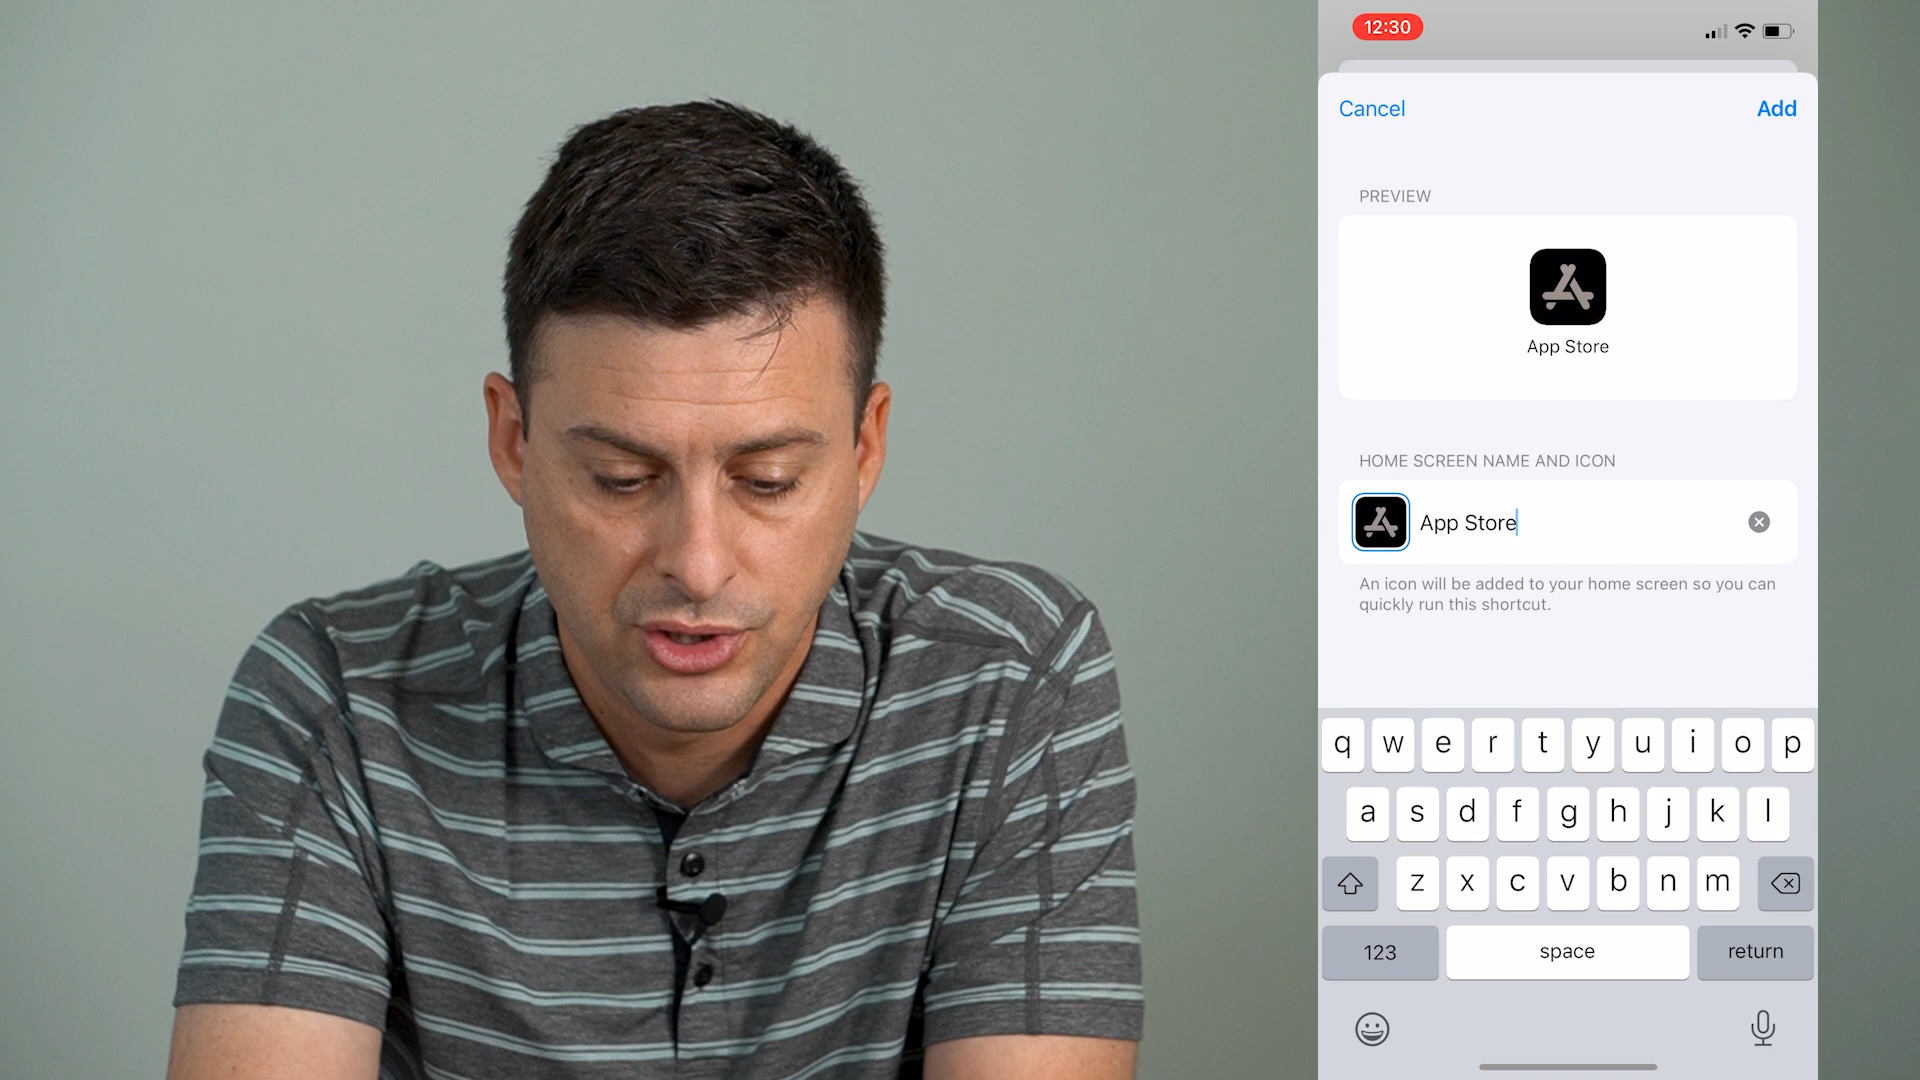 12:30
Cancel Add
PREVIEW
App Store
HOME SCREEN NAME AND ICON
App Store
An icon will be added to your home screen so you can
quickly run this shortcut.
q w e r t y u i o p
a s d f g h j k l
z x c v b n m
123 space return